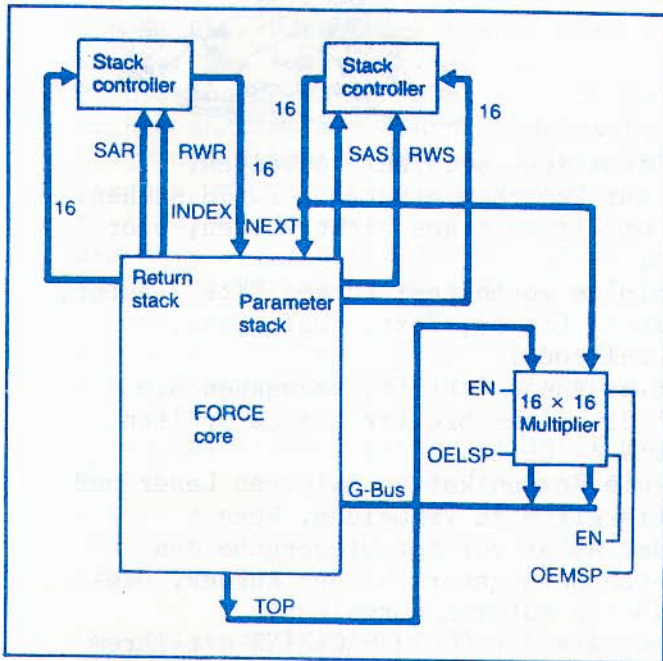 Stack
controller
Stack
controller
16
16
SAR
RWR
16
SAS
RWS
16
INDEX
NEXT
Return
stack
Parameter
stack
FORCE
core
EN
16 × 16
Multiplier
OELSP
G-Bus
EN
OEMSP
TOP